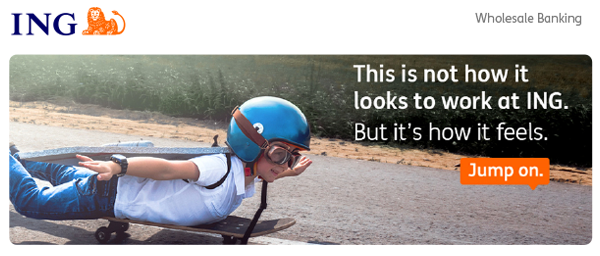 ING
Wholesale Banking
This is not how it
looks to work at ING.
But it's how it feels.
Jump on.